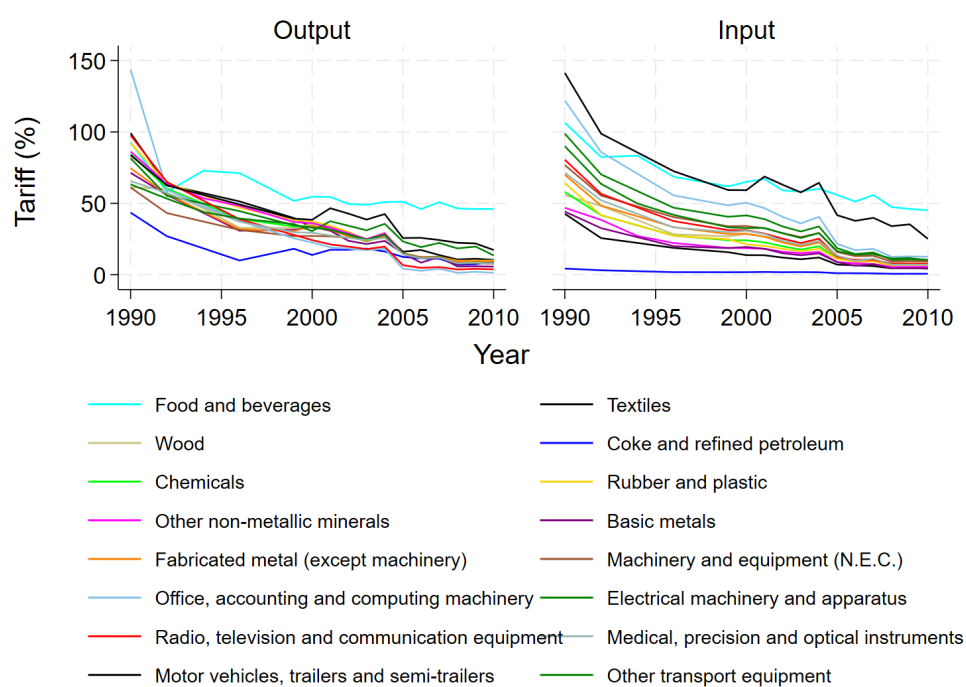 Output Input
Tariff (%)
150
100
50
0
1990 1995 2000 2005 2010 1990 1995 2000 2005 2010
Year
Food and beverages Textiles
Wood Coke and refined petroleum
Chemicals Rubber and plastic
Other non-metallic minerals Basic metals
Fabricated metal (except machinery) Machinery and equipment (N.E.C.)
Office, accounting and computing machinery Electrical machinery and apparatus
Radio, television and communication equipment Medical, precision and optical instruments
Motor vehicles, trailers and semi-trailers Other transport equipment